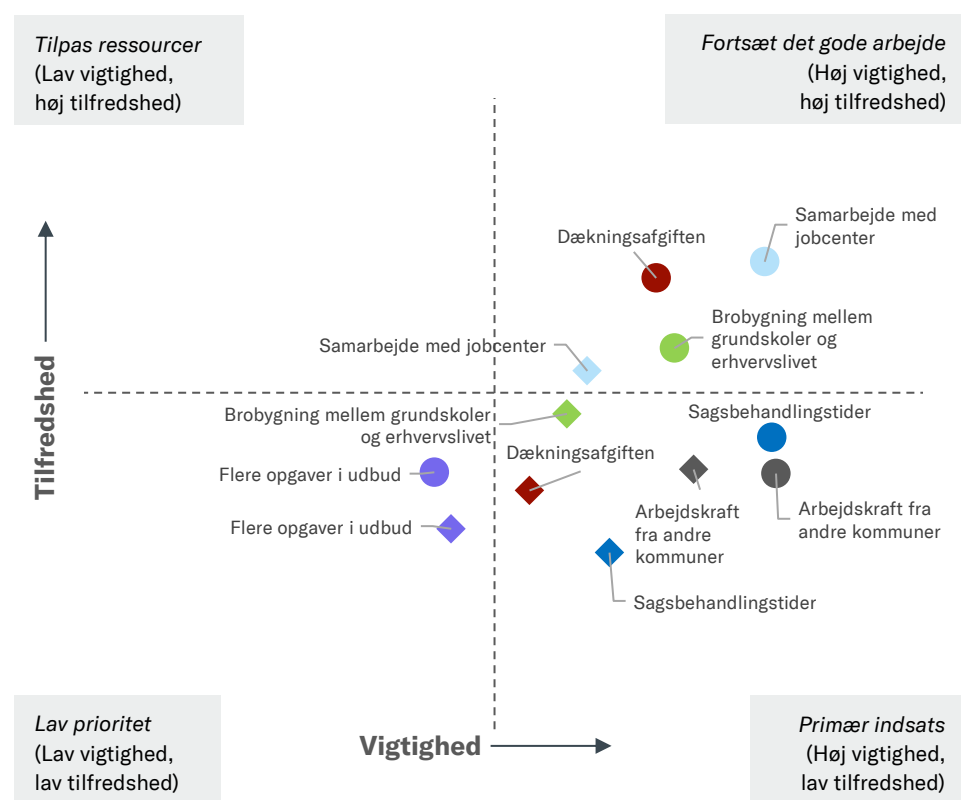 Tilpas ressourcer
(Lav vigtighed,
høj tilfredshed)
Fortsæt det gode arbejde
(Høj vigtighed,
høj tilfredshed)
Samarbejde med
jobcenter
Dækningsafgiften
Brobygning mellem
grundskoler og
erhvervslivet
Samarbejde med jobcenter
Tilfredshed
Brobygning mellem grundskoler
og erhvervslivet
Sagsbehandlingstider
Dækningsafgiften
Flere opgaver i udbud
Arbejdskraft
fra andre
kommuner
Arbejdskraft fra
andre kommuner
Flere opgaver i udbud
Sagsbehandlingstider
Vigtighed
Lav prioritet
(Lav vigtighed,
lav tilfredshed)
Primær indsats
(Høj vigtighed,
lav tilfredshed)